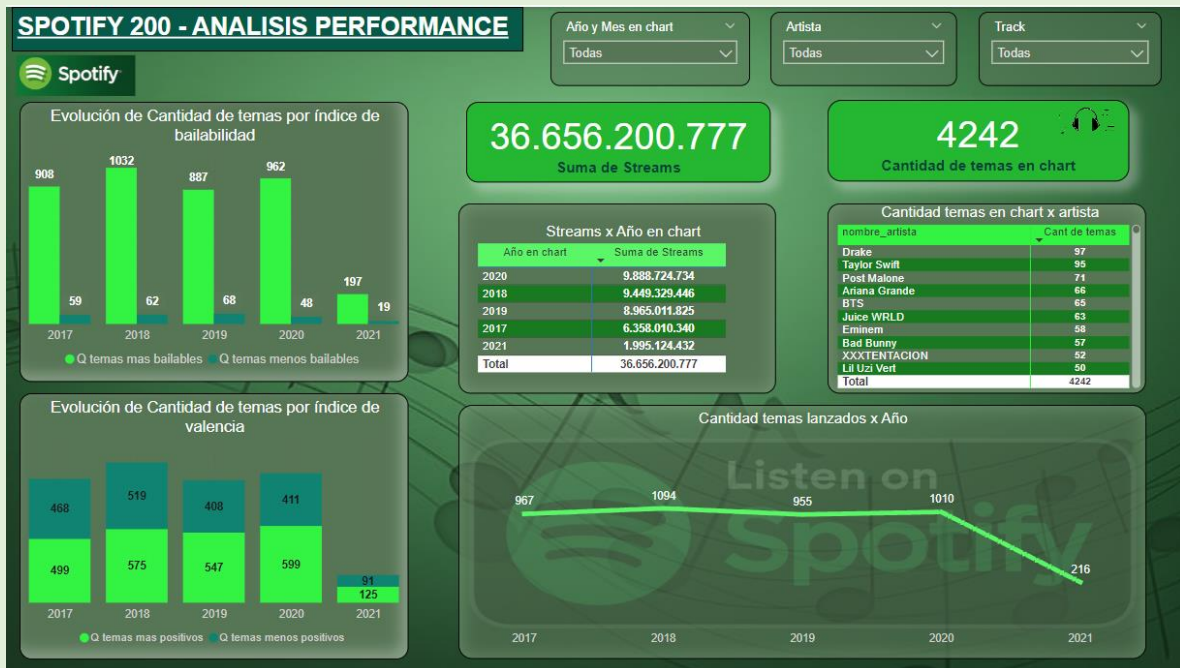 SPOTIFY 200 - ANALISIS PERFORMANCE
Spotify
Año y Mes en chart
Todas
Artista
Todas
Track
Todas
Evolución de Cantidad de temas por índice de
bailabilidad
908
1032
887
962
197
59
62
68
48
19
2017 2018 2019 2020 2021
Q temas mas bailables Q temas menos bailables
36.656.200.777
Suma de Streams
4242
Cantidad de temas en chart
Streams x Año en chart
Año en chart Suma de Streams
2020 9.888.724.734
2018 9.449.329.446
2019 8.965.011.825
2017 6.358.010.340
2021 1.995.124.432
Total 36.656.200.777
Cantidad temas en chart x artista
nombre_artista Cant de temas
Drake 97
Taylor Swift 95
Post Malone 71
Ariana Grande 66
BTS 65
Juice WRLD 63
Eminem 58
Bad Bunny 57
XXXTENTACION 52
Lil Uzi Vert 50
Total 4242
Evolución de Cantidad de temas por índice de
valencia
468 519 408 411 91
499 575 547 599 125
2017 2018 2019 2020 2021
Q temas mas positivos Q temas menos positivos
Cantidad temas lanzados x Año
Listen on
Spotify
967 1094 955 1010 216
2017 2018 2019 2020 2021